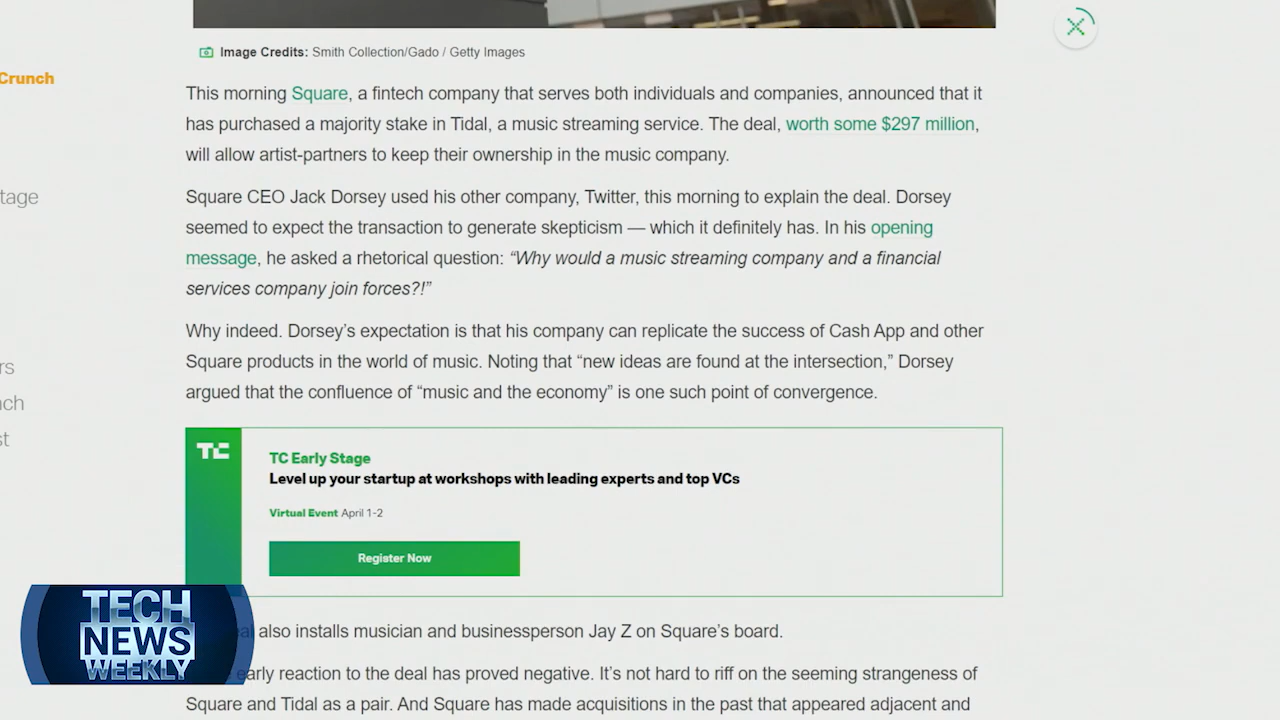 Image Credits: Smith Collection/Gado / Getty Images
Crunch
This morning Square, a fintech company that serves both individuals and companies, announced that it
has purchased a majority stake in Tidal, a music streaming service. The deal, worth some $297 million,
will allow artist-partners to keep their ownership in the music company.
tage
Square CEO Jack Dorsey used his other company, Twitter, this morning to explain the deal. Dorsey
seemed to expect the transaction to generate skepticism — which it definitely has. In his opening
message, he asked a rhetorical question: “Why would a music streaming company and a financial
services company join forces?!”
Why indeed. Dorsey’s expectation is that his company can replicate the success of Cash App and other
Square products in the world of music. Noting that “new ideas are found at the intersection,” Dorsey
argued that the confluence of “music and the economy” is one such point of convergence.
rs
ch
st
TC
TC Early Stage
Level up your startup at workshops with leading experts and top VCs
Virtual Event April 1-2
Register Now
also installs musician and businessperson Jay Z on Square’s board.
early reaction to the deal has proved negative. It’s not hard to riff on the seeming strangeness of
Square and Tidal as a pair. And Square has made acquisitions in the past that appeared adjacent and
TECH
NEWS
WEEKLY